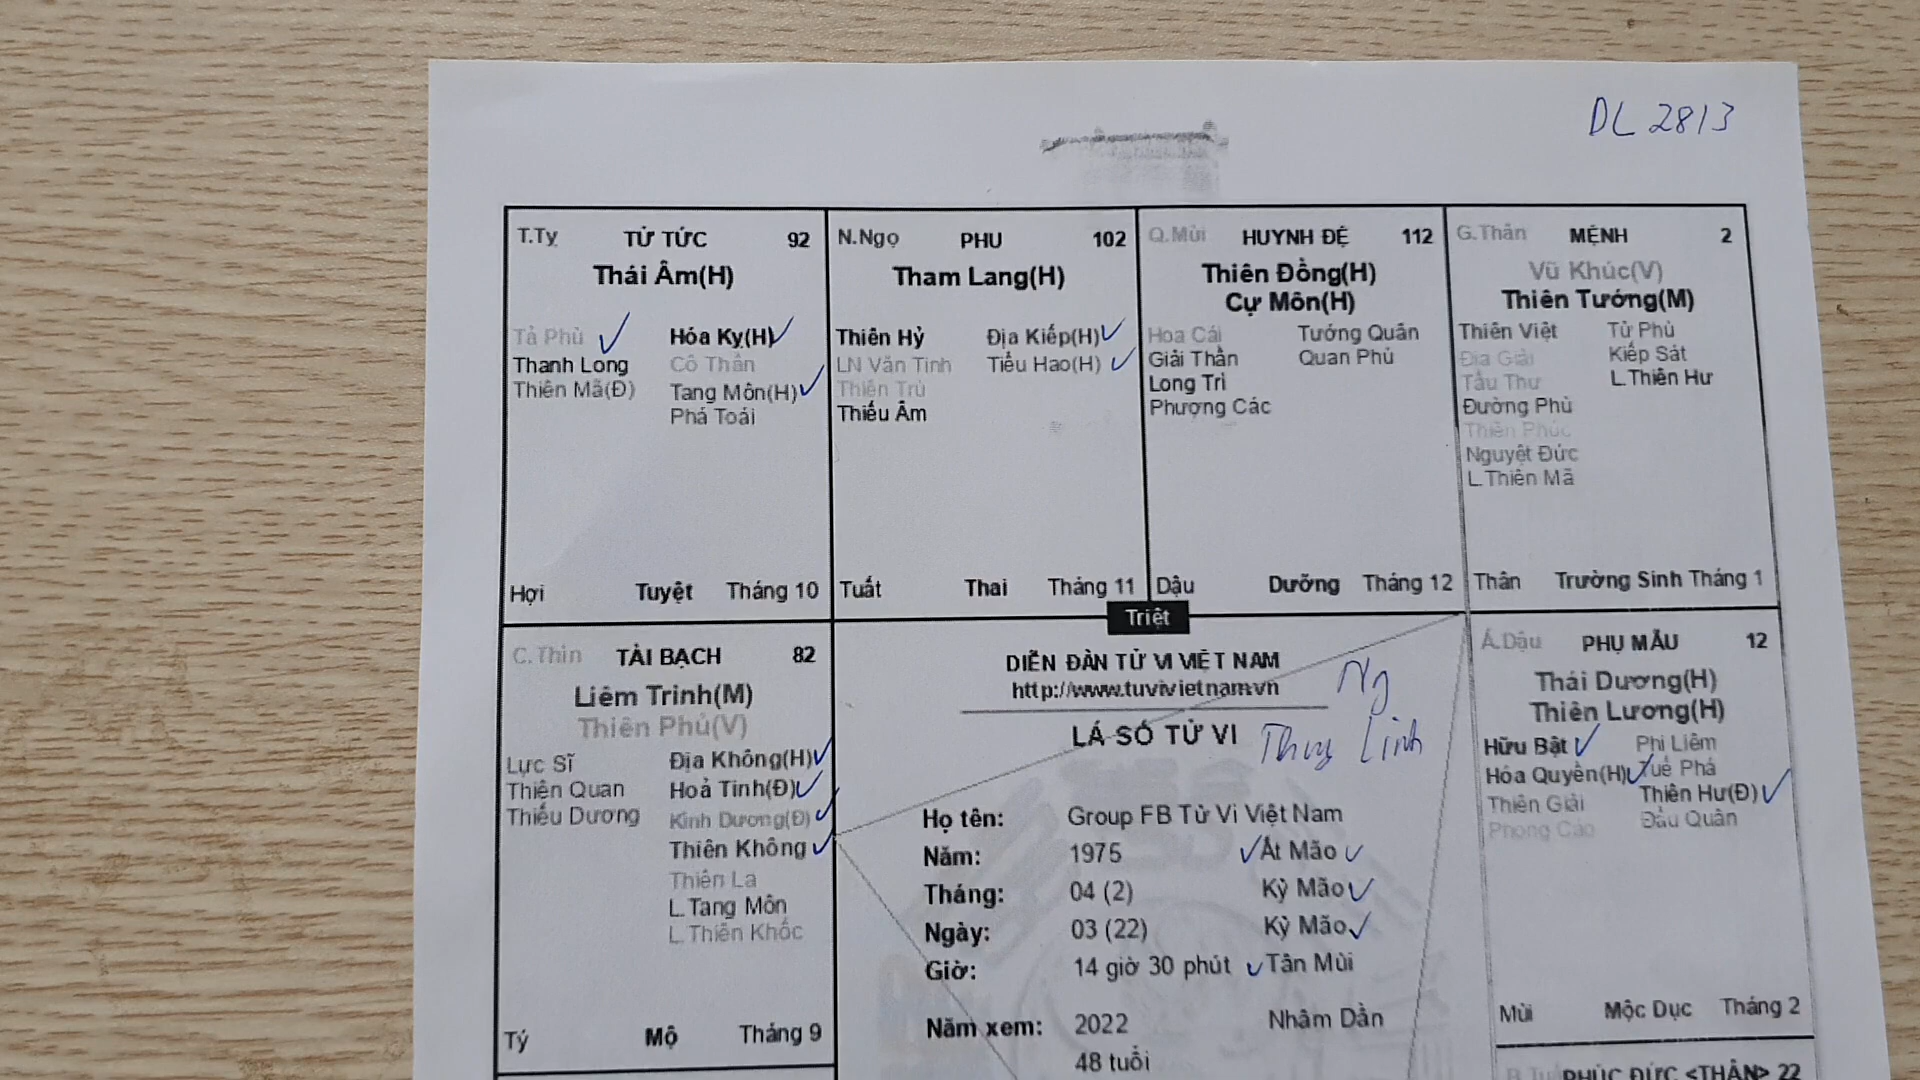 DL 2813
T.Tỵ TỬ TỨC 92
Thái Âm(H)
Tả Phù Hóa Kỵ(H)
Thanh Long Cô Thần
Thiên Mã(Đ) Tang Môn(H)
Phá Toái
Hợi Tuyệt Tháng 10
N.Ngọ PHU 102
Tham Lang(H)
Thiên Hỷ Địa Kiếp(H)
LN Văn Tinh Tiểu Hao(H)
Thiên Trù
Thiếu Âm
Tuất Thai Tháng 11
Q.Mùi HUYNH ĐỆ 112
Thiên Đồng(H)
Cự Môn(H)
Hoa Cái Tướng Quân
Giải Thần Quan Phủ
Long Trì
Phượng Các
Dậu Dưỡng Tháng 12
G.Thân MỆNH 2
Vũ Khúc(V)
Thiên Tướng(M)
Thiên Việt Tử Phù
Địa Giải Kiếp Sát
Tấu Thư L.Thiên Hư
Đường Phù
Thiên Phúc
Nguyệt Đức
L.Thiên Mã
Thân Trường Sinh Tháng 1
Triệt
C.Thìn TÀI BẠCH 82
Liêm Trinh(M)
Thiên Phủ(V)
Lực Sĩ Địa Không(H)
Thiên Quan Hoả Tinh(Đ)
Thiếu Dương Kình Dương(Đ)
Thiên Không
Thiên La
L.Tang Môn
L.Thiên Khốc
Tý Mộ Tháng 9
DIỄN ĐÀN TỬ VI VIỆT NAM
http://www.tuvivietnam.vn
LÁ SỐ TỬ VI
Ng
Thuy Linh
Họ tên: Group FB Tử Vi Việt Nam
Năm: 1975 Ất Mão
Tháng: 04 (2) Kỷ Mão
Ngày: 03 (22) Kỷ Mão
Giờ: 14 giờ 30 phút Tân Mùi
Năm xem: 2022 Nhâm Dần
48 tuổi
Ấ.Dậu PHỤ MẪU 12
Thái Dương(H)
Thiên Lương(H)
Hữu Bật Phi Liêm
Hóa Quyền(H) Tuế Phá
Thiên Giải Thiên Hư(Đ)
Phong Cáo Đẩu Quân
Mùi Mộc Dục Tháng 2
PHÚC ĐỨC <THÂN> 22